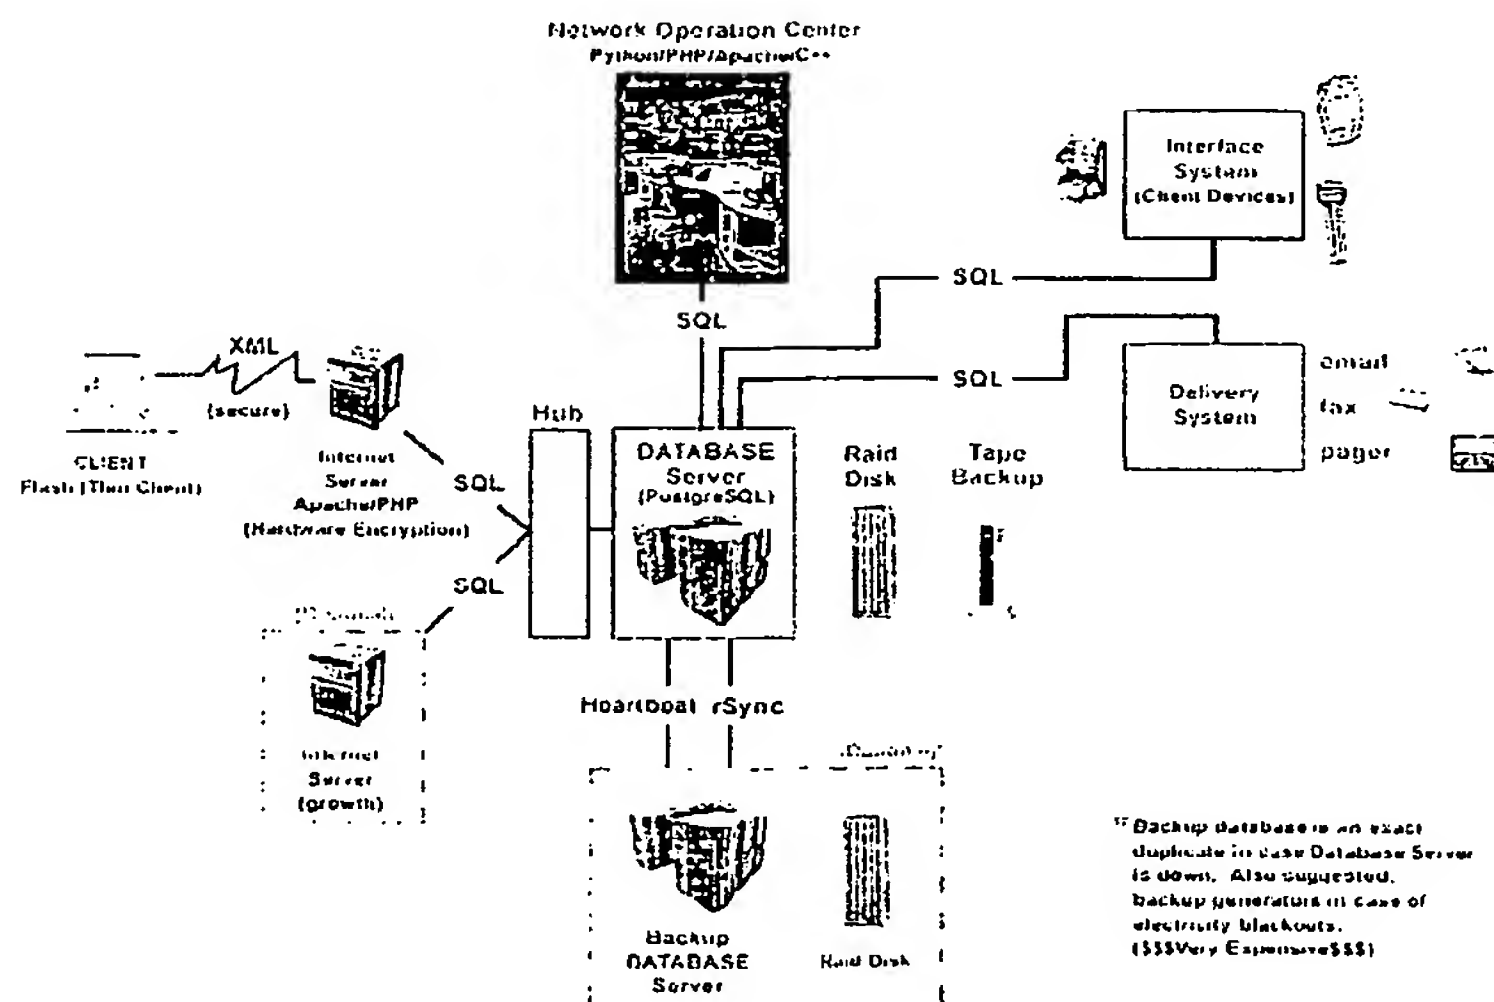 Network Operation Center
Python/PHP/Apache/C++
Interface
System
(Client Devices)
SQL
SQL
XML
(secure)
SQL
Delivery
System
email
fax
pager
Hub
DATABASE
Server
(PostgreSQL)
Raid
Disk
Tape
Backup
CLIENT
Flash (Thin Client)
Internet
Server
Apache/PHP
(Hardware Encryption)
SQL
SQL
Internet
Server
(growth)
Heartbeat rSync
Backup
DATABASE
Server
Raid Disk
Backup database is an exact
duplicate in case Database Server
is down. Also suggested,
backup generators in case of
electricity blackouts.
($$$Very Expensive$$$)